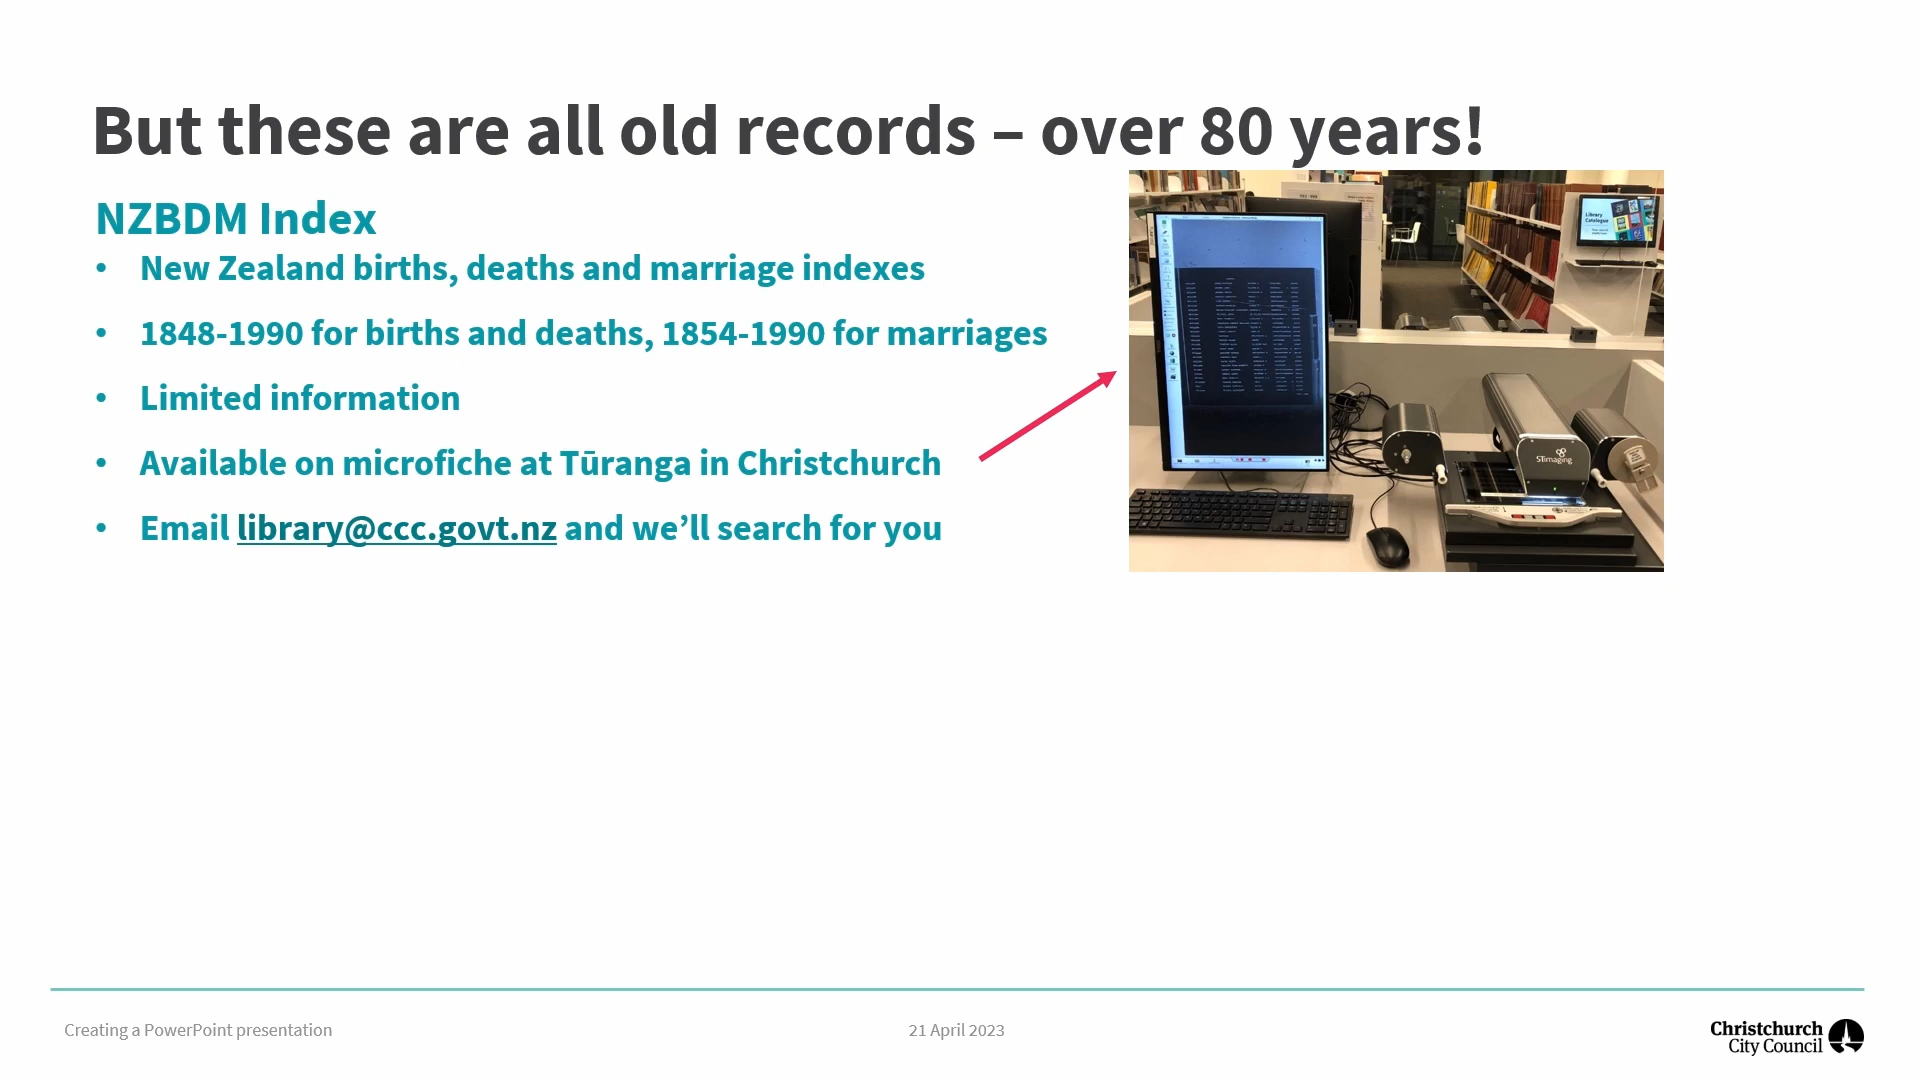 But these are all old records – over 80 years!
NZBDM Index
• New Zealand births, deaths and marriage indexes
• 1848-1990 for births and deaths, 1854-1990 for marriages
• Limited information
• Available on microfiche at Tūranga in Christchurch
• Email library@ccc.govt.nz and we’ll search for you
Library
Catalogue
STimaging
Creating a PowerPoint presentation
21 April 2023
Christchurch
City Council